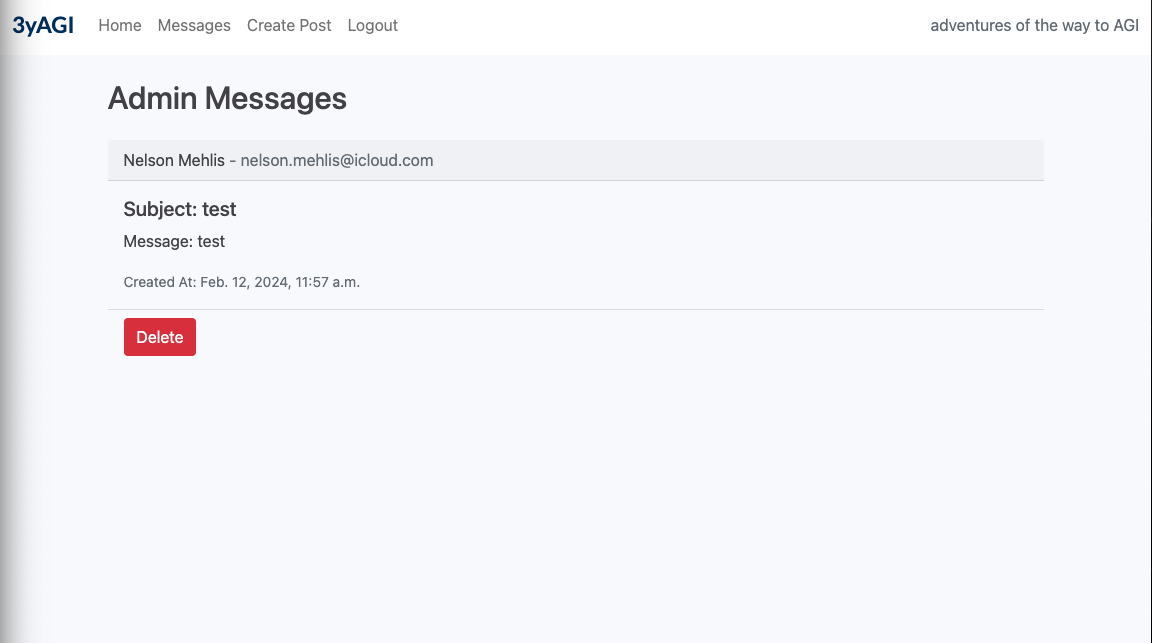 3yAGI Home Messages Create Post Logout adventures of the way to AGI
Admin Messages
Nelson Mehlis - nelson.mehlis@icloud.com
Subject: test
Message: test
Created At: Feb. 12, 2024, 11:57 a.m.
Delete